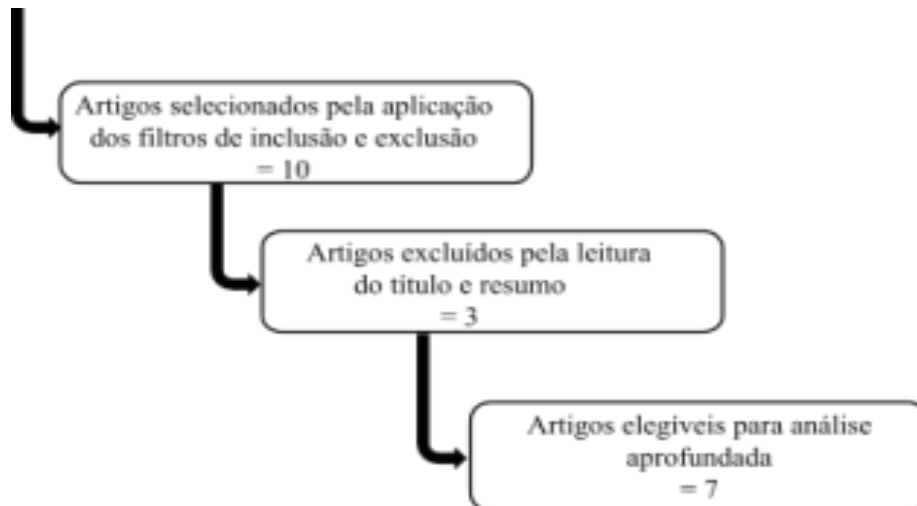 Artigos selecionados pela aplicação
dos filtros de inclusão e exclusão
= 10
Artigos excluídos pela leitura
do título e resumo
= 3
Artigos elegíveis para análise
aprofundada
= 7